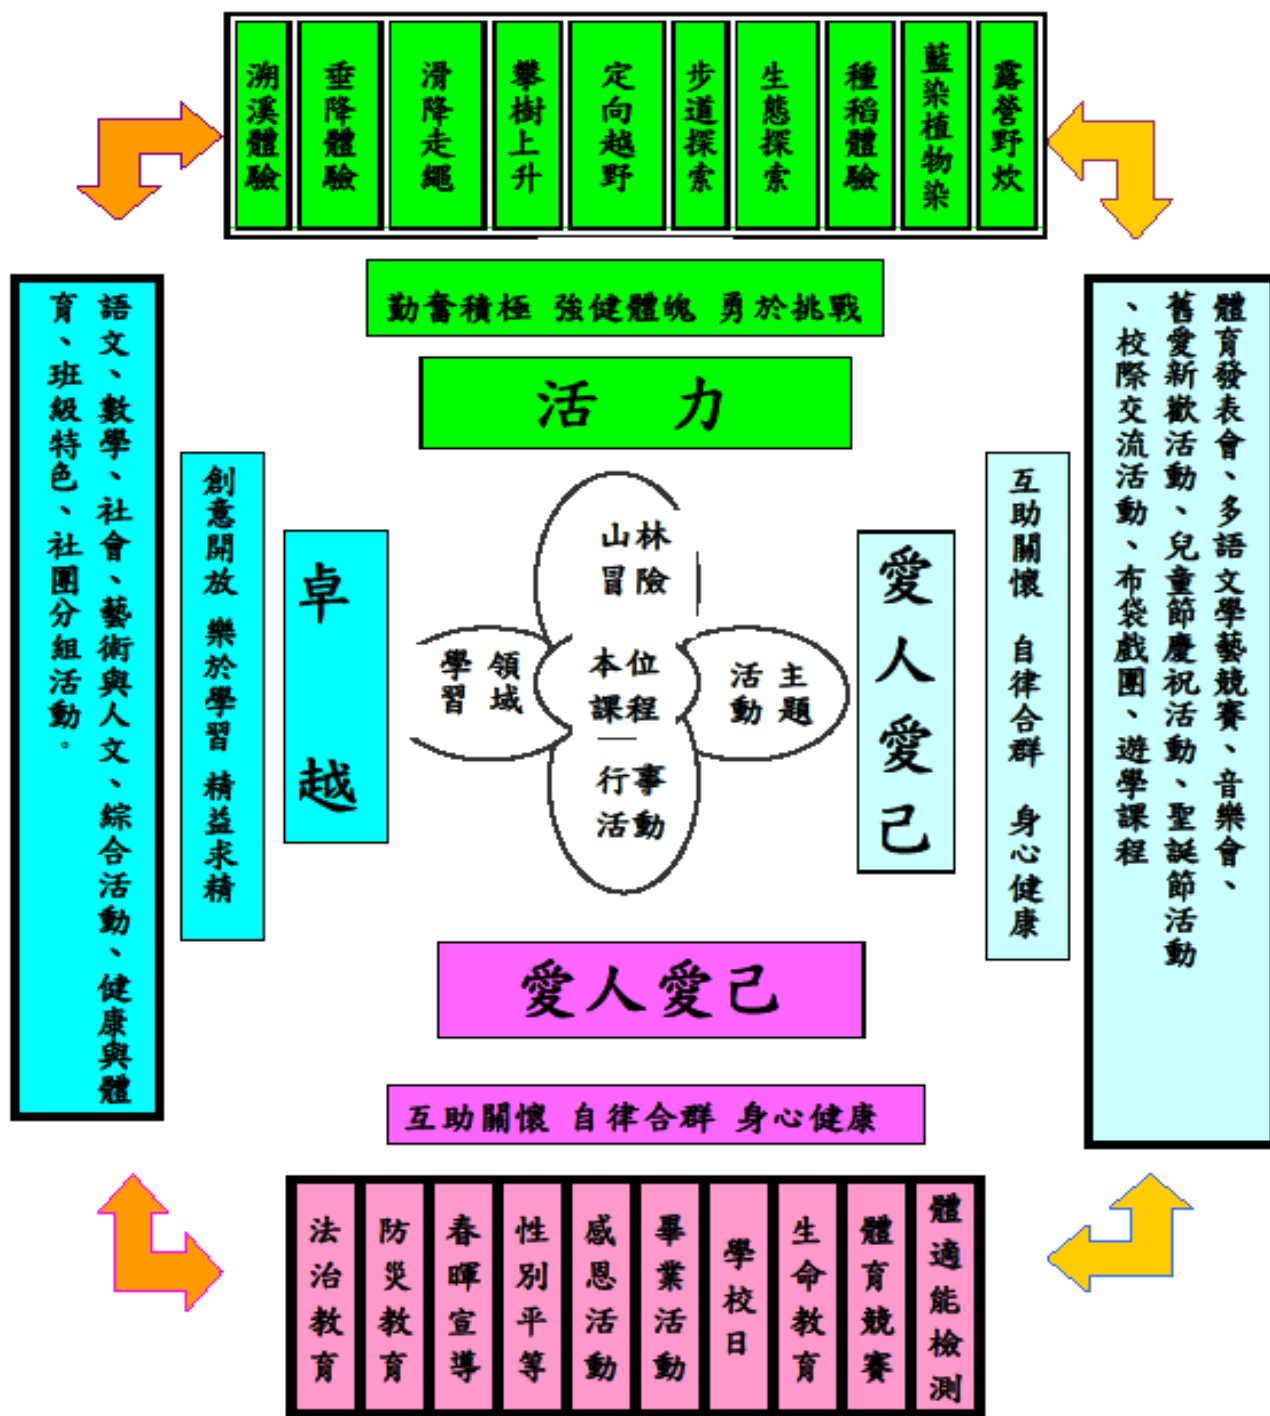 溯溪體驗
垂降體驗
滑降走繩
攀樹上升
定向越野
步道探索
生態探索
種稻體驗
藍染植物染
露營野炊
勤奮積極 強健體魄 勇於挑戰
活 力
語文、數學、社會、藝術與人文、綜合活動、健康與體
育、班級特色、社團分組活動。
創意開放 樂於學習 精益求精
卓 越
山林
冒險
學習
領域
本位
課程
主題
活動
行事
活動
愛人愛己
互助關懷 自律合群 身心健康
體育發表會、多語文學藝競賽、音樂會、
舊愛新歡活動、兒童節慶祝活動、聖誕節活動
、校際交流活動、布袋戲團、遊學課程
愛人愛己
互助關懷 自律合群 身心健康
法治教育
防災教育
春暉宣導
性別平等
感恩活動
畢業活動
學校日
生命教育
體育競賽
體適能檢測